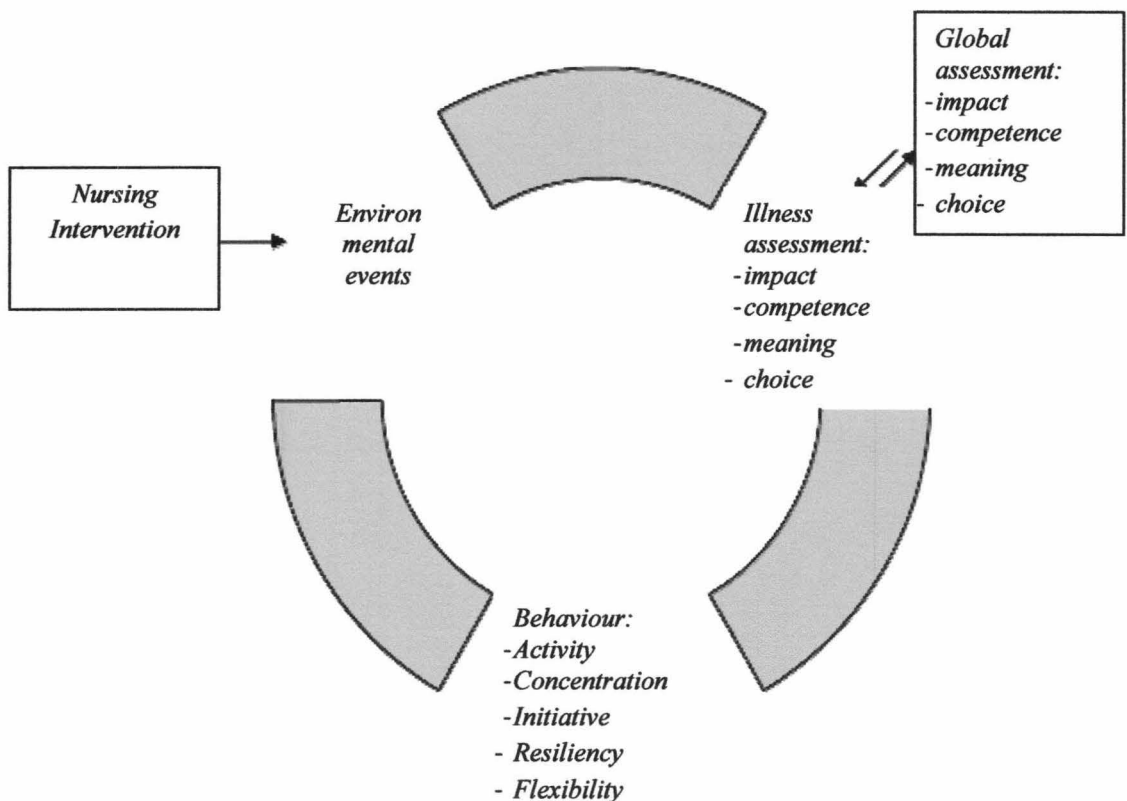 Nursing
Intervention
Environ
mental
events
Global
assessment:
-impact
-competence
-meaning
- choice
Illness
assessment:
-impact
-competence
-meaning
- choice
Behaviour:
-Activity
-Concentration
-Initiative
- Resiliency
- Flexibility